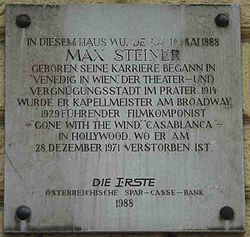 IN DIESEM HAUS WURDE AM 10. MAI 1888
MAX STEINER
GEBOREN. SEINE KARRIERE BEGANN IN
"VENEDIG IN WIEN", DER THEATER-UND
VERGNÜGUNGSSTADT IM PRATER. 1914
WURDE ER KAPELLMEISTER AM BROADWAY,
1929 FÜHRENDER FILMKOMPONIST
"GONE WITH THE WIND," "CASABLANCA"
IN HOLLYWOOD, WO ER AM
28. DEZEMBER 1971 VERSTORBEN IST.
DIE ERSTE
ÖSTERREICHISCHE SPAR-CASSE-BANK
1988